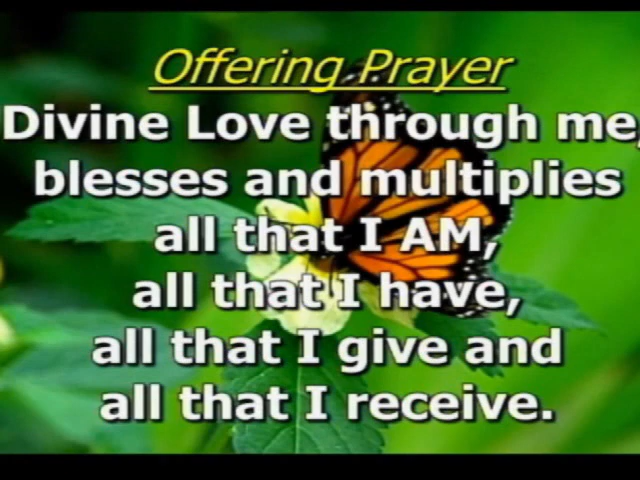 Offering Prayer
Divine Love through me,
blesses and multiplies
all that I AM,
all that I have,
all that I give and
all that I receive.